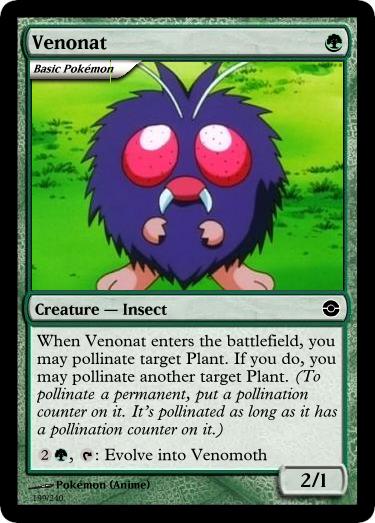 Venonat
Basic Pokémon
Creature — Insect
When Venonat enters the battlefield, you
may pollinate target Plant. If you do, you
may pollinate another target Plant. (To
pollinate a permanent, put a pollination
counter on it. It's pollinated as long as it has
a pollination counter on it.)
2 , : Evolve into Venomoth
2/1
Pokémon (Anime)
199/240